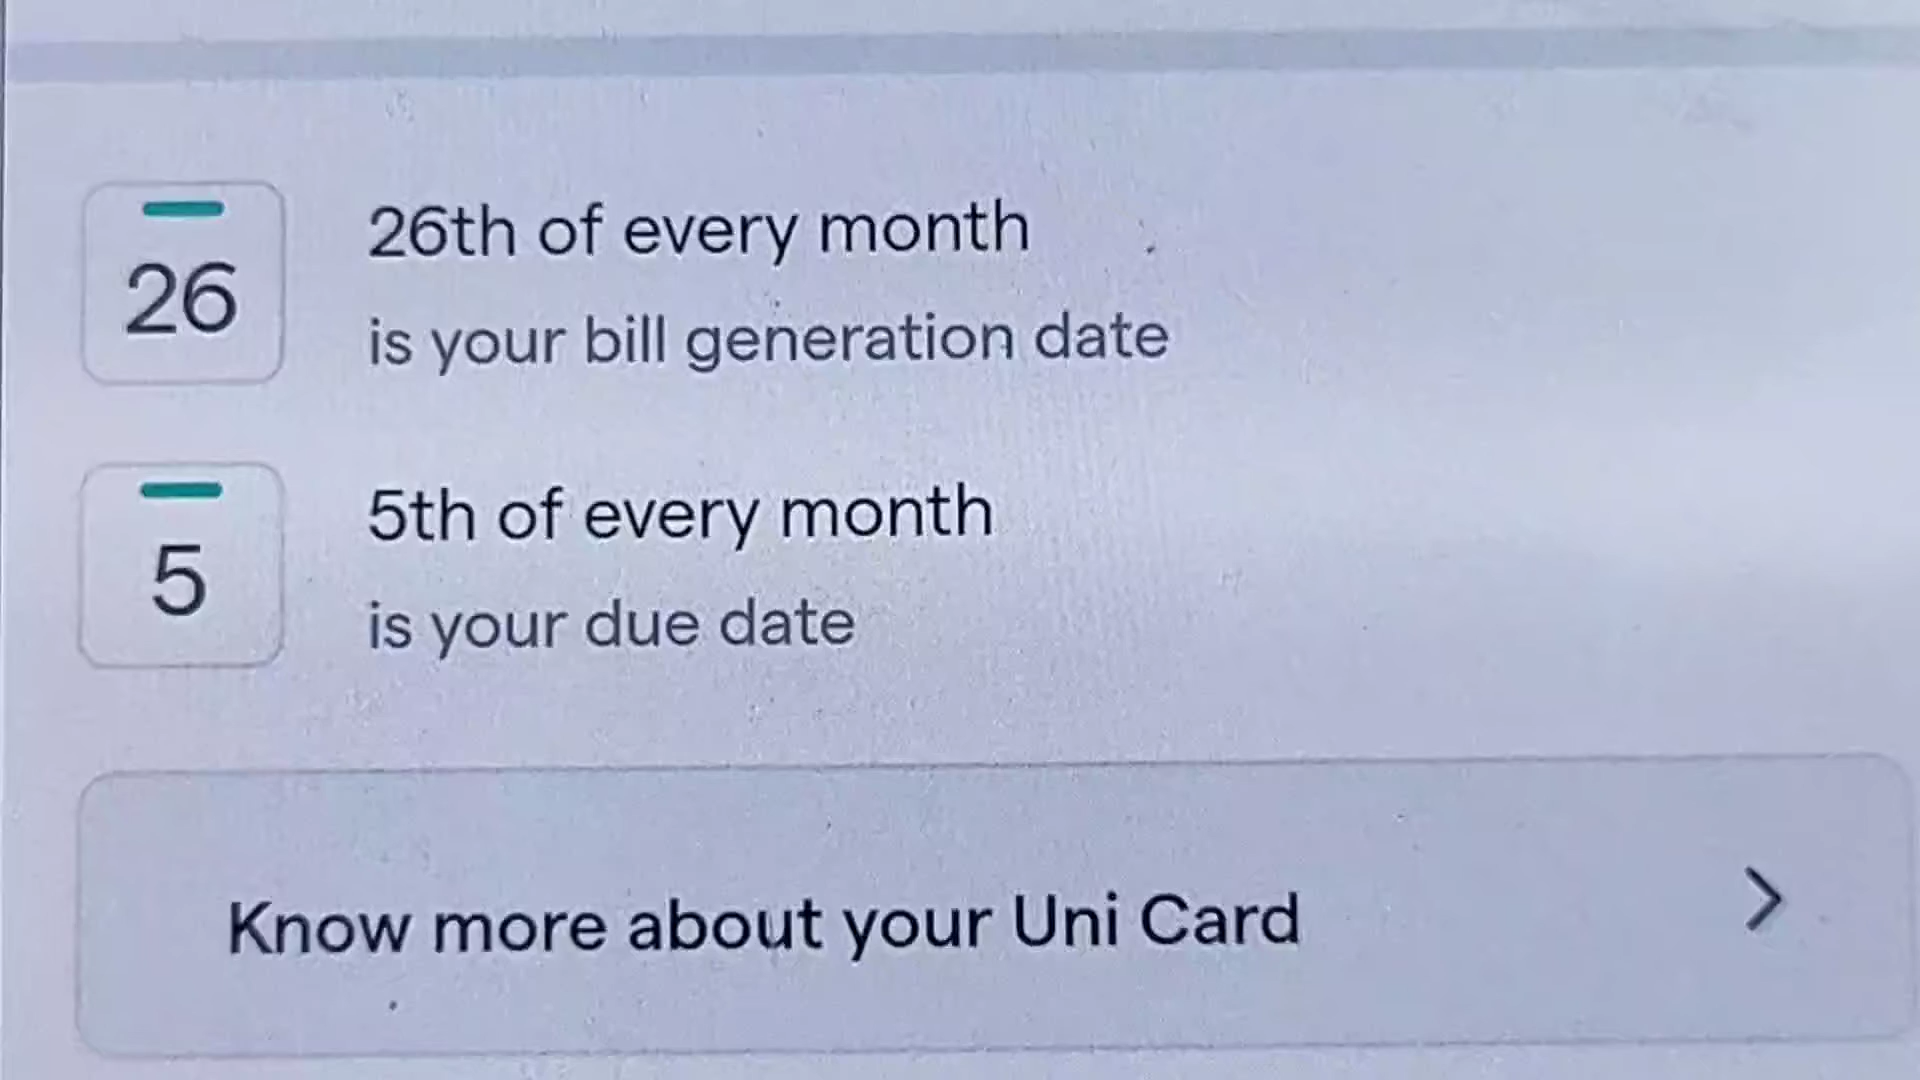 26
26th of every month
is your bill generation date
5
5th of every month
is your due date
Know more about your Uni Card